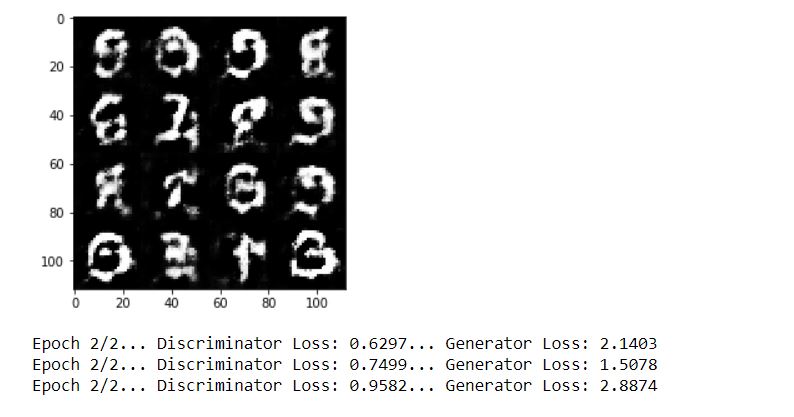 0
20
40
60
80
100
0 20 40 60 80 100
Epoch 2/2... Discriminator Loss: 0.6297... Generator Loss: 2.1403
Epoch 2/2... Discriminator Loss: 0.7499... Generator Loss: 1.5078
Epoch 2/2... Discriminator Loss: 0.9582... Generator Loss: 2.8874